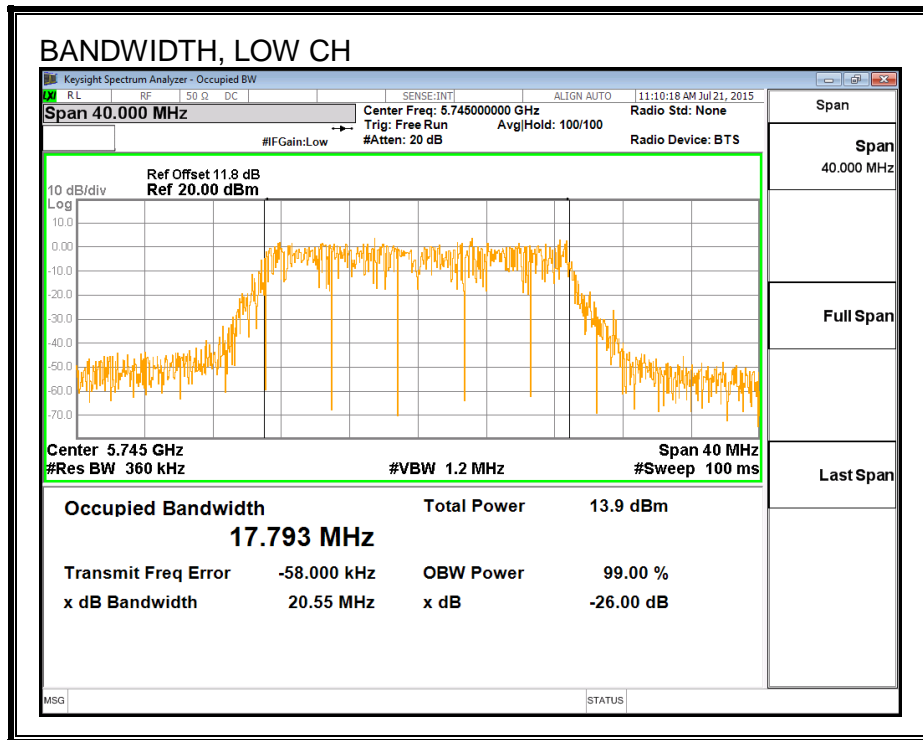 BANDWIDTH, LOW CH
Keysight Spectrum Analyzer - Occupied BW
LXI RL RF 50 Ω DC SENSE:INT ALIGN AUTO 11:10:18 AM Jul 21, 2015
Span 40.000 MHz
Center Freq: 5.745000000 GHz
Radio Std: None
Trig: Free Run Avg|Hold: 100/100
#IFGain:Low #Atten: 20 dB Radio Device: BTS
Span
Span
40.000 MHz
Full Span
Last Span
Ref Offset 11.8 dB
10 dB/div Ref 20.00 dBm
Log
10.0
0.00
-10.0
-20.0
-30.0
-40.0
-50.0
-60.0
-70.0
Center 5.745 GHz Span 40 MHz
#Res BW 360 kHz #VBW 1.2 MHz #Sweep 100 ms
Occupied Bandwidth Total Power 13.9 dBm
17.793 MHz
Transmit Freq Error -58.000 kHz OBW Power 99.00 %
x dB Bandwidth 20.55 MHz x dB -26.00 dB
MSG STATUS